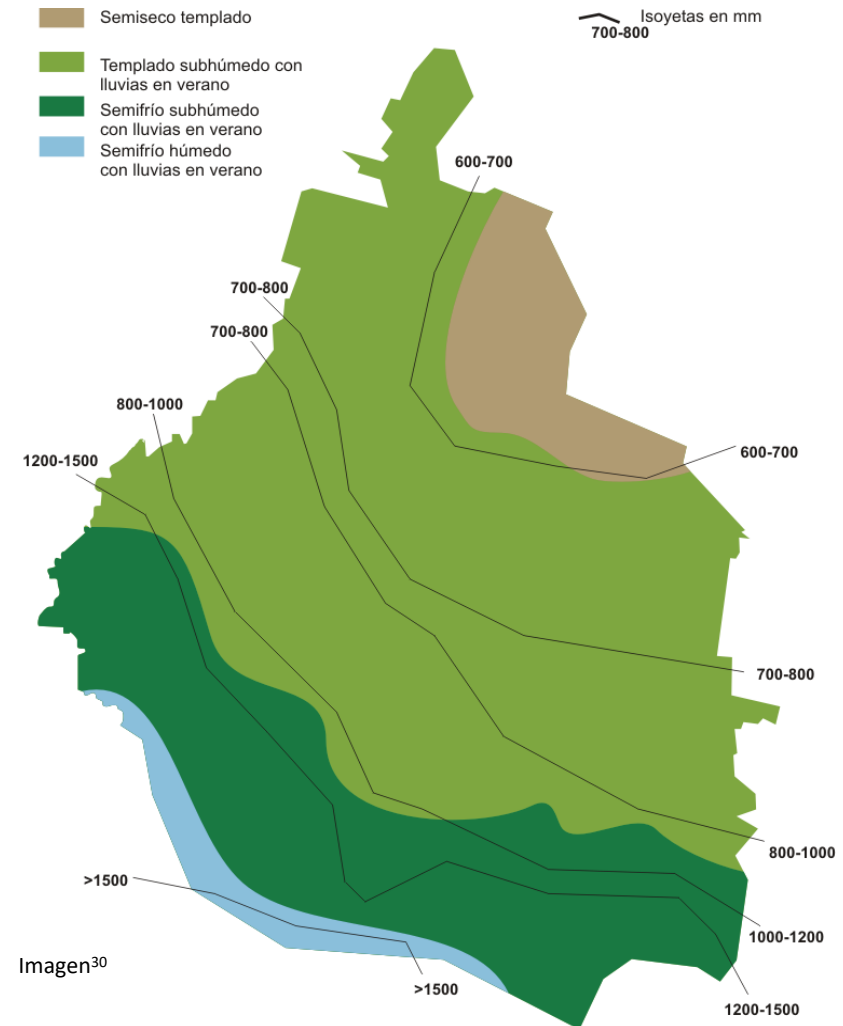 Semiseco templado
Isoyetas en mm
700-800
Templado subhúmedo con
lluvias en verano
Semifrío subhúmedo
con lluvias en verano
Semifrío húmedo
con lluvias en verano
600-700
700-800
700-800
800-1000
1200-1500
600-700
700-800
800-1000
>1500
1000-1200
Imagen30
>1500
1200-1500